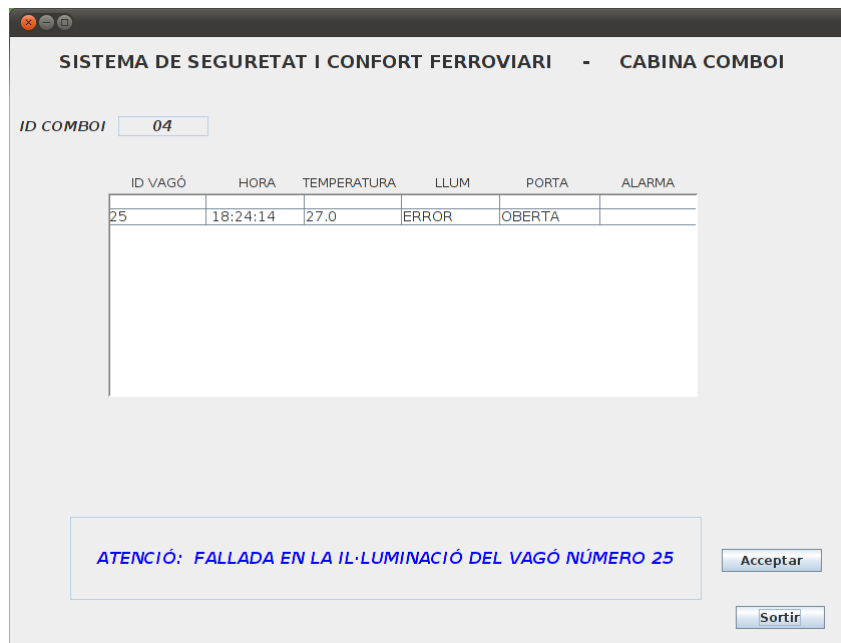 SISTEMA DE SEGURETAT I CONFORT FERROVIARI - CABINA COMBOI
ID COMBOI 04
ID VAGÓ HORA TEMPERATURA LLUM PORTA ALARMA
25 18:24:14 27.0 ERROR OBERTA
ATENCIÓ: FALLADA EN LA IL·LUMINACIÓ DEL VAGÓ NÚMERO 25
Acceptar
Sortir